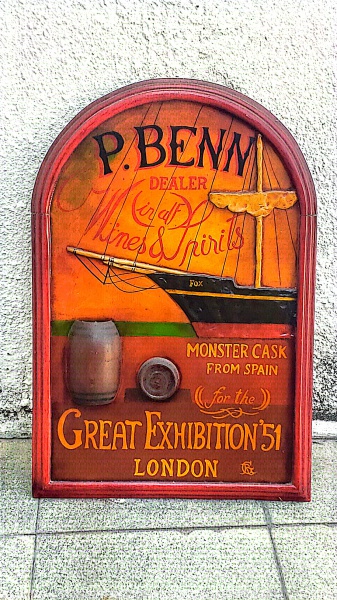 P. BENN
DEALER
(in all)
Wines & Spirits
FOX
MONSTER CASK
FROM SPAIN
for the
GREAT EXHIBITION '51
LONDON